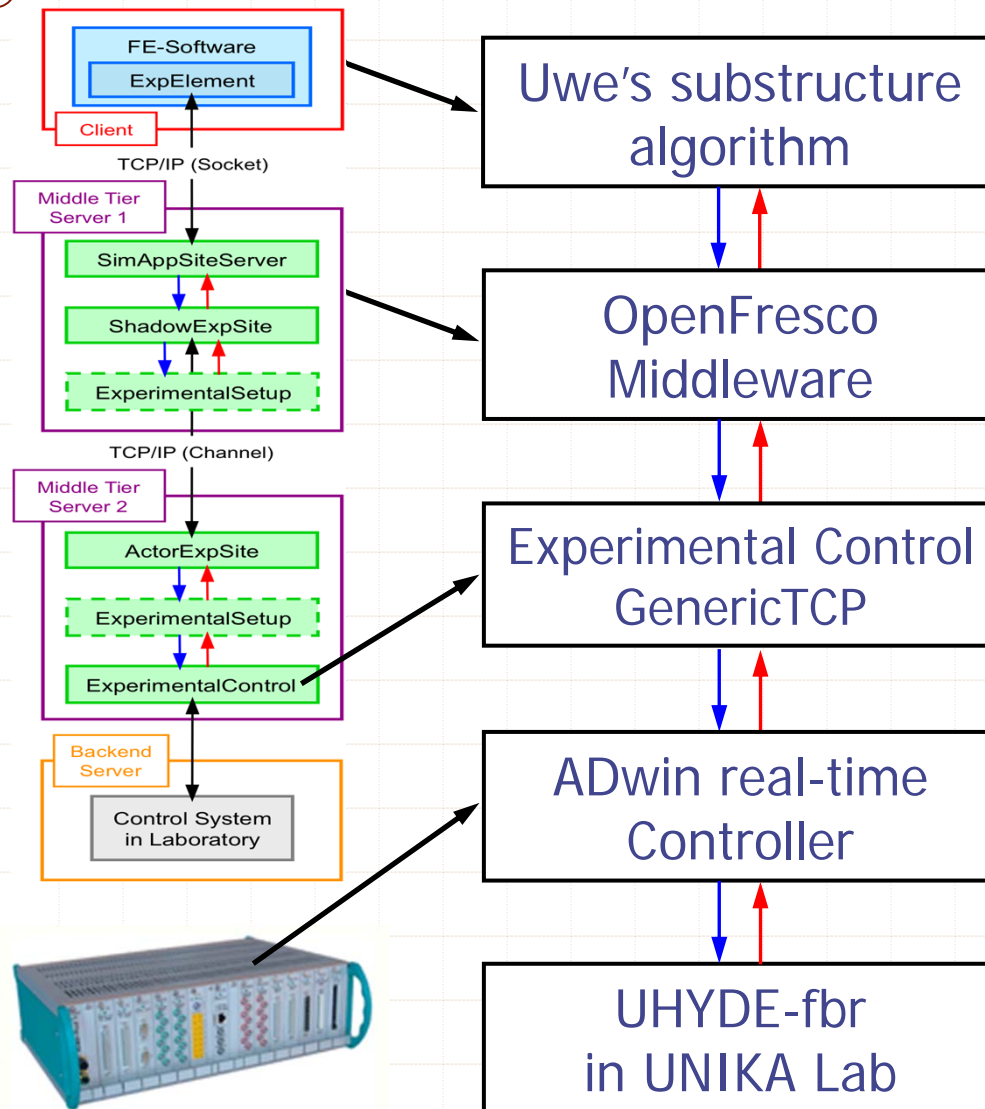 FE-Software
ExpElement
Client
TCP/IP (Socket)
Middle Tier
Server 1
SimAppSiteServer
ShadowExpSite
ExperimentalSetup
TCP/IP (Channel)
Middle Tier
Server 2
ActorExpSite
ExperimentalSetup
ExperimentalControl
Backend
Server
Control System
in Laboratory
Uwe's substructure
algorithm
OpenFresco
Middleware
Experimental Control
GenericTCP
ADwin real-time
Controller
UHYDE-fbr
in UNIKA Lab